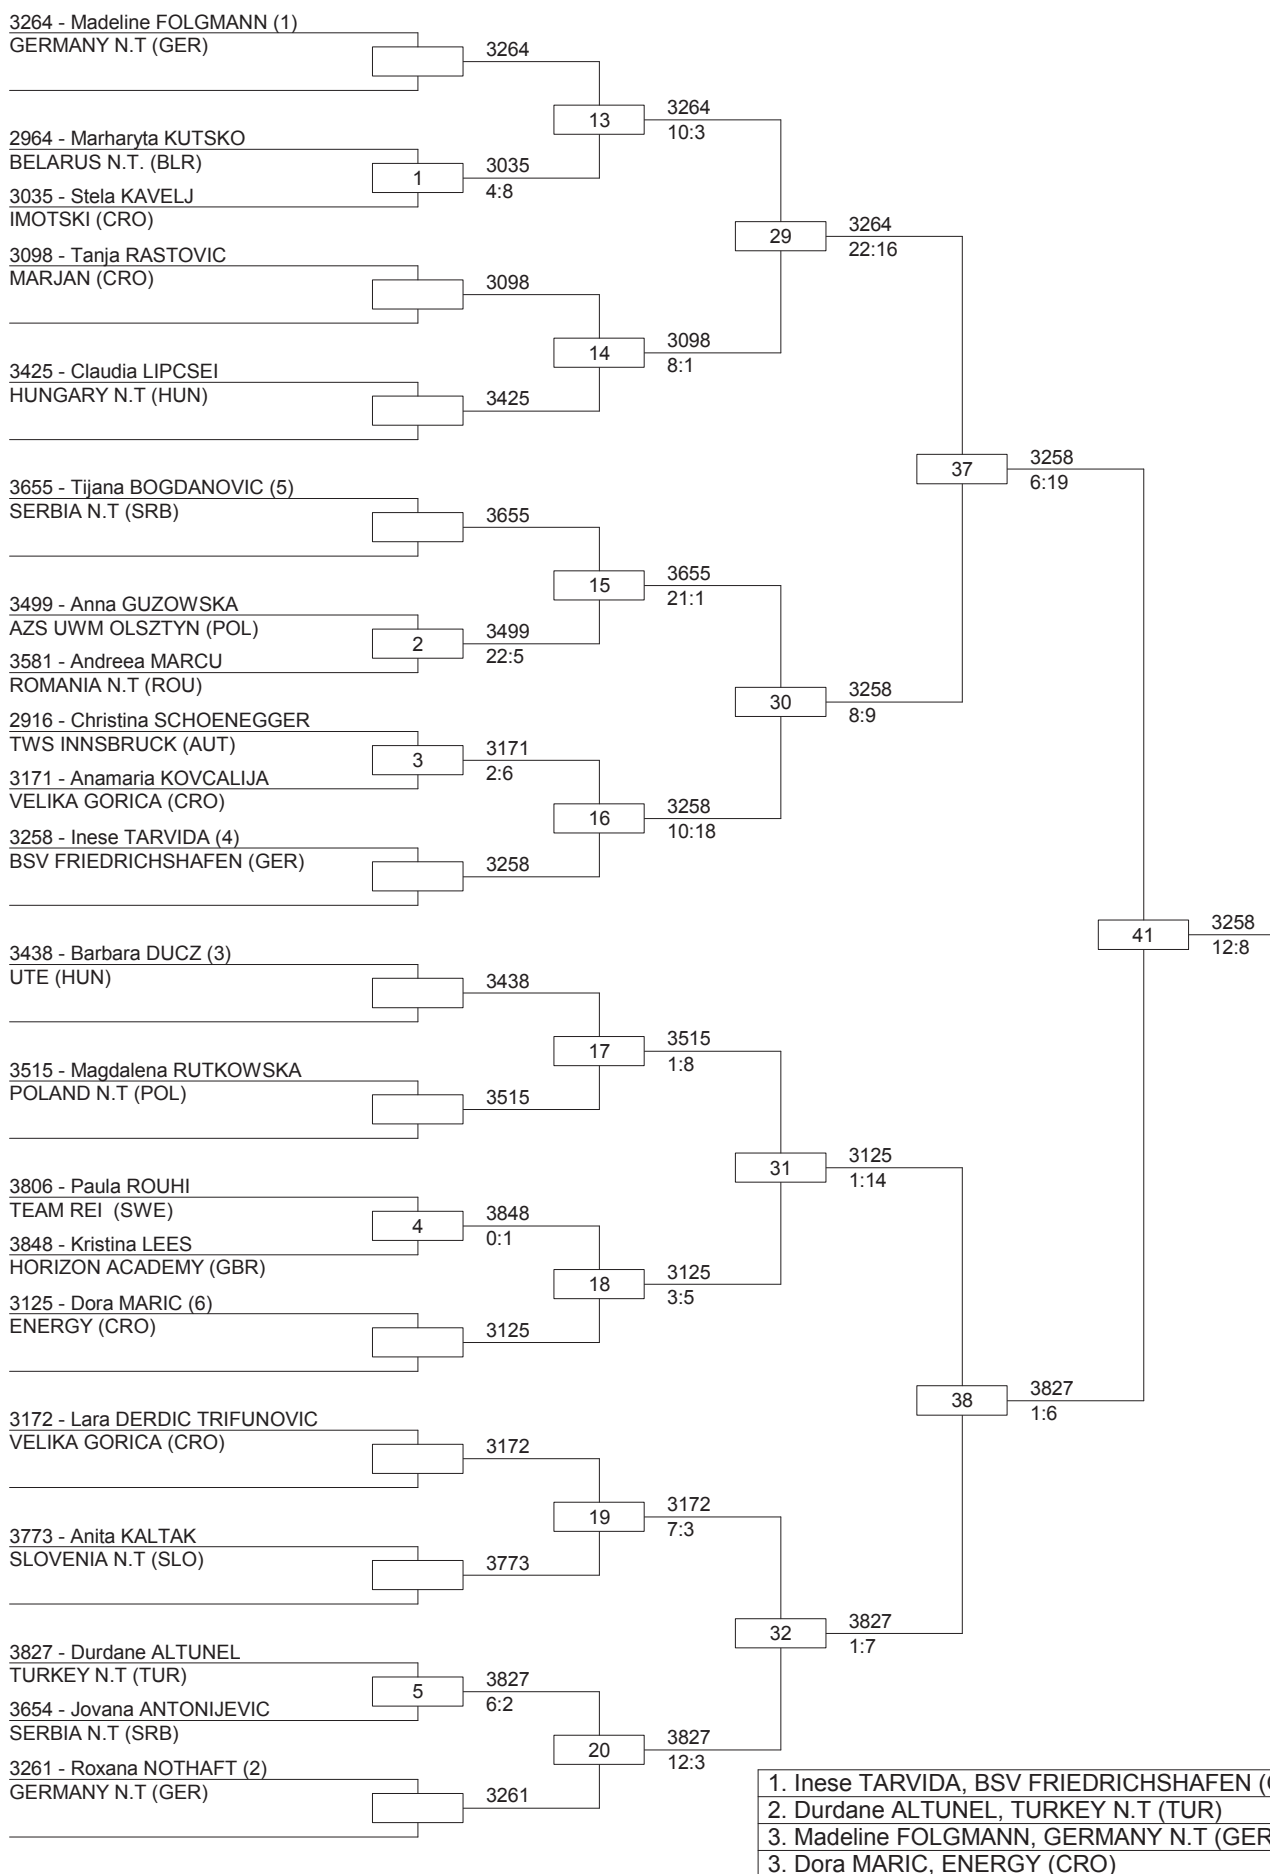 3264 - Madeline FOLGMANN (1)
GERMANY N.T (GER)
3264
13
3264
10:3
2964 - Marharyta KUTSKO
BELARUS N.T. (BLR)
1
3035
4:8
3035 - Stela KAVELJ
IMOTSKI (CRO)
29
3264
22:16
3098 - Tanja RASTOVIC
MARJAN (CRO)
3098
14
3098
8:1
3425 - Claudia LIPCSEI
HUNGARY N.T (HUN)
3425
37
3258
6:19
3655 - Tijana BOGDANOVIC (5)
SERBIA N.T (SRB)
3655
15
3655
21:1
3499 - Anna GUZOWSKA
AZS UWM OLSZTYN (POL)
2
3499
22:5
3581 - Andreea MARCU
ROMANIA N.T (ROU)
30
3258
8:9
2916 - Christina SCHOENEGGER
TWS INNSBRUCK (AUT)
3
3171
2:6
3171 - Anamaria KOVCALIJA
VELIKA GORICA (CRO)
16
3258
10:18
3258 - Inese TARVIDA (4)
BSV FRIEDRICHSHAFEN (GER)
3258
41
3258
12:8
3438 - Barbara DUCZ (3)
UTE (HUN)
3438
17
3515
1:8
3515 - Magdalena RUTKOWSKA
POLAND N.T (POL)
3515
31
3125
1:14
3806 - Paula ROUHI
TEAM REI (SWE)
4
3848
0:1
3848 - Kristina LEES
HORIZON ACADEMY (GBR)
18
3125
3:5
3125 - Dora MARIC (6)
ENERGY (CRO)
3125
38
3827
1:6
3172 - Lara DERDIC TRIFUNOVIC
VELIKA GORICA (CRO)
3172
19
3172
7:3
3773 - Anita KALTAK
SLOVENIA N.T (SLO)
3773
32
3827
1:7
3827 - Durdane ALTUNEL
TURKEY N.T (TUR)
5
3827
6:2
3654 - Jovana ANTONIJEVIC
SERBIA N.T (SRB)
20
3827
12:3
3261 - Roxana NOTHAFT (2)
GERMANY N.T (GER)
3261
1. Inese TARVIDA, BSV FRIEDRICHSHAFEN (
2. Durdane ALTUNEL, TURKEY N.T (TUR)
3. Madeline FOLGMANN, GERMANY N.T (GER
3. Dora MARIC, ENERGY (CRO)